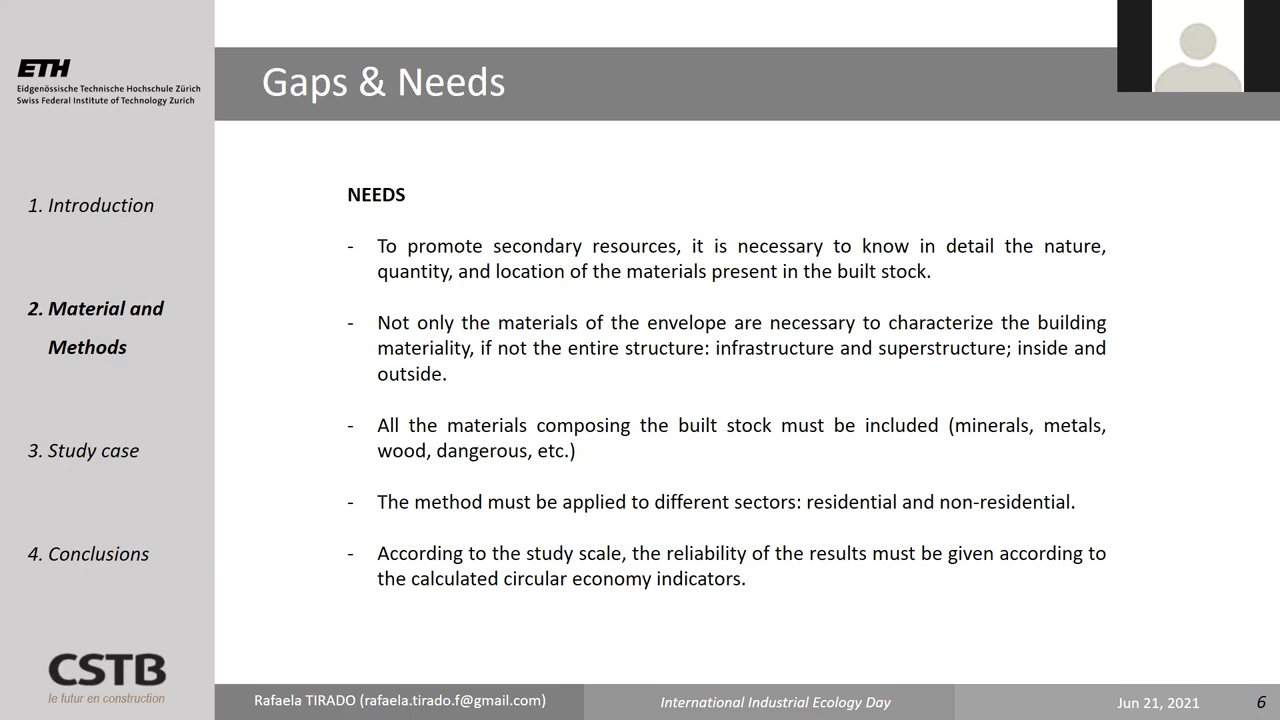 ETH
Eidgenössische Technische Hochschule Zürich
Swiss Federal Institute of Technology Zurich
Gaps & Needs
1. Introduction
2. Material and
Methods
3. Study case
4. Conclusions
NEEDS
- To promote secondary resources, it is necessary to know in detail the nature,
quantity, and location of the materials present in the built stock.
- Not only the materials of the envelope are necessary to characterize the building
materiality, if not the entire structure: infrastructure and superstructure; inside and
outside.
- All the materials composing the built stock must be included (minerals, metals,
wood, dangerous, etc.)
- The method must be applied to different sectors: residential and non-residential.
- According to the study scale, the reliability of the results must be given according to
the calculated circular economy indicators.
CSTB
le futur en construction
Rafaela TIRADO (rafaela.tirado.f@gmail.com)
International Industrial Ecology Day
Jun 21, 2021
6